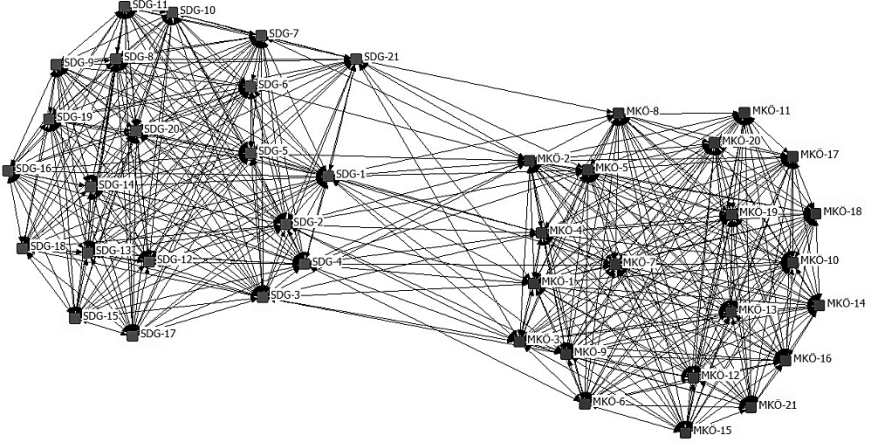 SDG-11
SDG-10
SDG-7
SDG-9
SDG-8
SDG-21
SDG-6
SDG-19
SDG-20
SDG-5
SDG-16
SDG-14
SDG-1
SDG-2
SDG-18
SDG-13
SDG-12
SDG-4
SDG-3
SDG-15
SDG-17
MKÖ-8
MKÖ-11
MKÖ-20
MKÖ-2
MKÖ-5
MKÖ-17
MKÖ-19
MKÖ-18
MKÖ-4
MKÖ-7
MKÖ-10
MKÖ-1
MKÖ-13
MKÖ-14
MKÖ-3
MKÖ-9
MKÖ-16
MKÖ-12
MKÖ-6
MKÖ-21
MKÖ-15